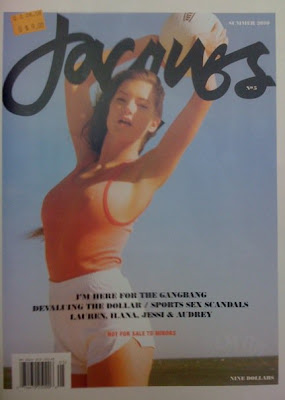 SUMMER 2010
Jacques
Nº5
I'M HERE FOR THE GANGBANG
DEVALUING THE DOLLAR / SPORTS SEX SCANDALS
LAUREN, ILANA, JESSI & AUDREY
NOT FOR SALE TO MINORS
NINE DOLLARS